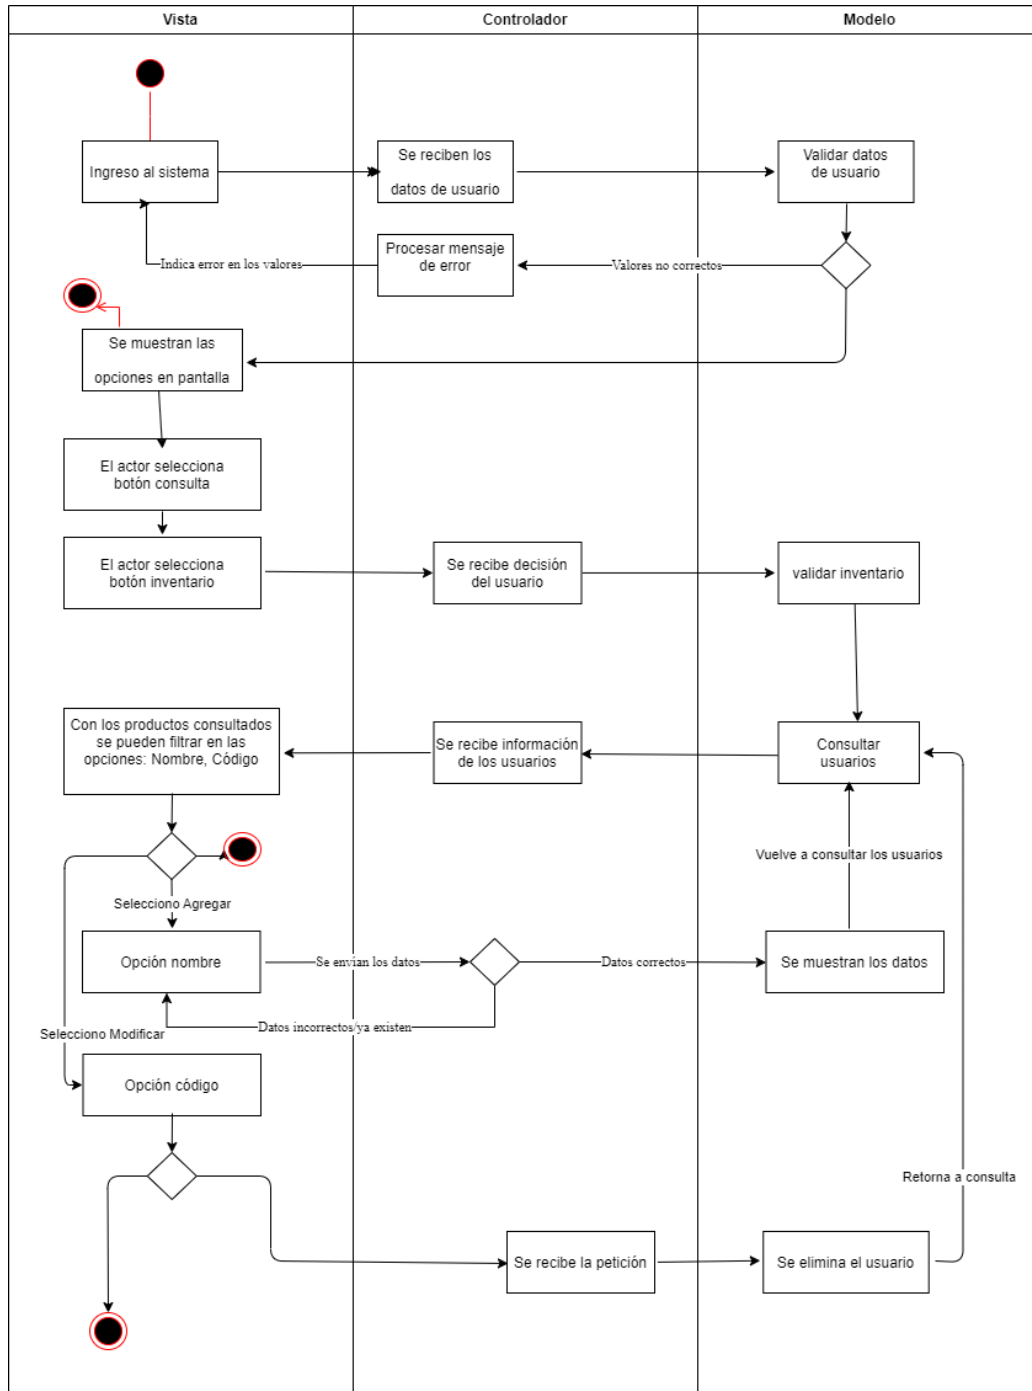 Vista
Controlador
Modelo
Ingreso al sistema
Se reciben los
datos de usuario
Validar datos
de usuario
Procesar mensaje
de error
Indica error en los valores
Valores no correctos
Se muestran las
opciones en pantalla
El actor selecciona
botón consulta
El actor selecciona
botón inventario
Se recibe decisión
del usuario
validar inventario
Con los productos consultados
se pueden filtrar en las
opciones: Nombre, Código
Se recibe información
de los usuarios
Consultar
usuarios
Vuelve a consultar los usuarios
Selecciono Agregar
Opción nombre
Se envían los datos
Datos correctos
Se muestran los datos
Datos incorrectos/ya existen
Selecciono Modificar
Opción código
Retorna a consulta
Se recibe la petición
Se elimina el usuario